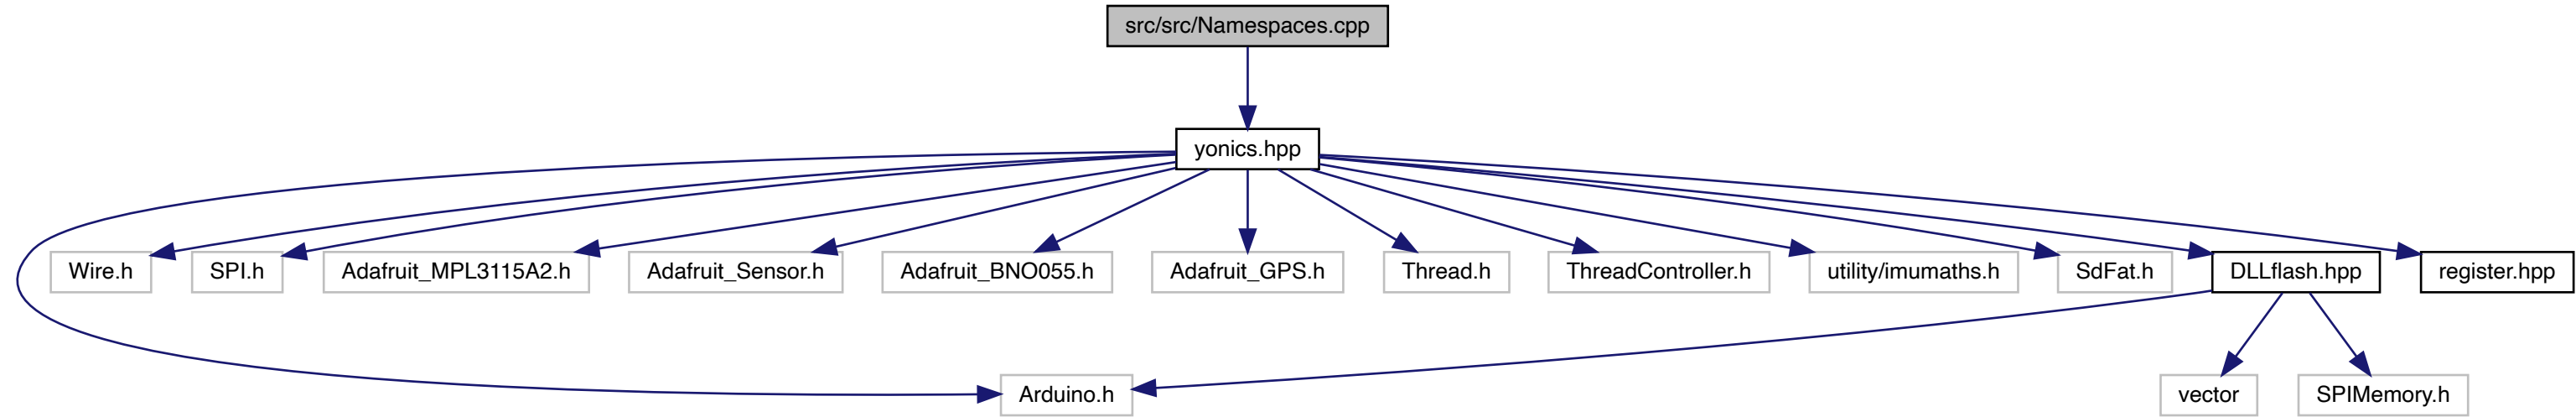 src/src/Namespaces.cpp
yonics.hpp
Wire.h
SPI.h
Adafruit_MPL3115A2.h
Adafruit_Sensor.h
Adafruit_BNO055.h
Adafruit_GPS.h
Thread.h
ThreadController.h
utility/imumaths.h
SdFat.h
DLLflash.hpp
register.hpp
Arduino.h
vector
SPIMemory.h